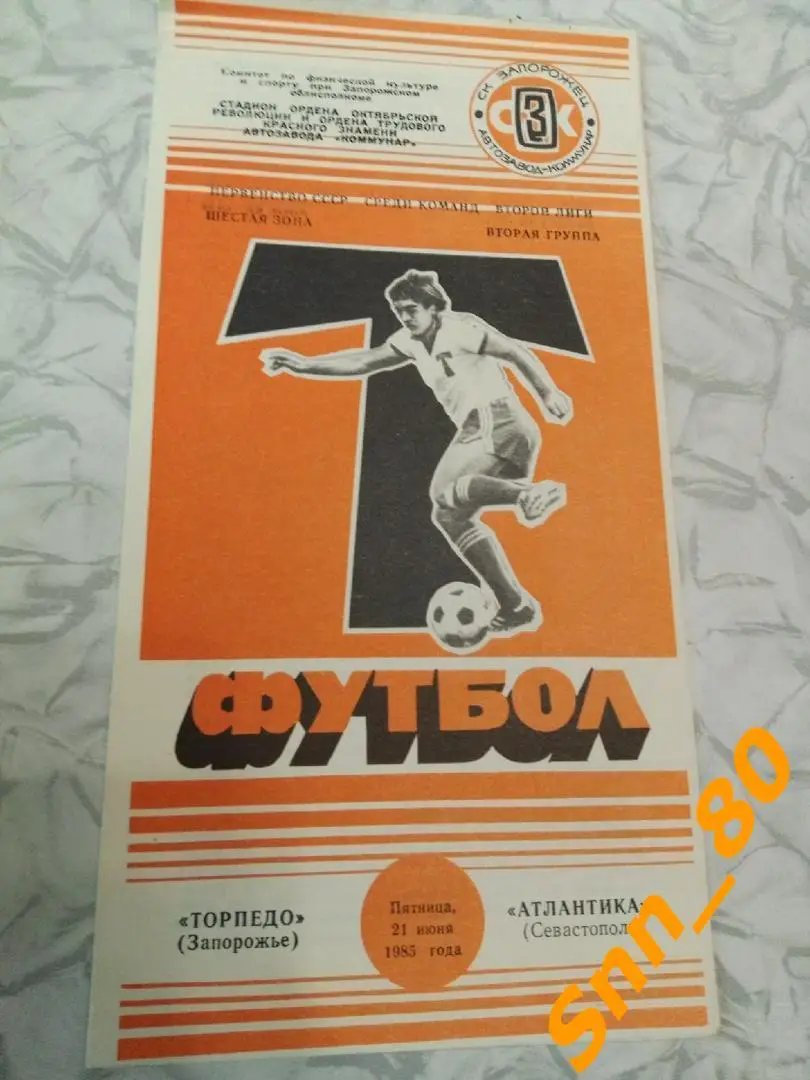 Комитет по физической культуре
и спорту при Запорожском
облисполкоме
СТАДИОН ОРДЕНА ОКТЯБРЬСКОЙ
РЕВОЛЮЦИИ И ОРДЕНА ТРУДОВОГО
КРАСНОГО ЗНАМЕНИ
АВТОЗАВОДА «КОММУНАР»
СК ЗАПОРОЖЕЦ
СЗК
АВТОЗАВОД-КОММУНАР
ПЕРВЕНСТВО СССР СРЕДИ КОМАНД ВТОРОЙ ЛИГИ
ШЕСТАЯ ЗОНА
ВТОРАЯ ГРУППА
Т
Т
ФУТБОЛ
«ТОРПЕДО»
(Запорожье)
Пятница,
21 июня
1985 года
«АТЛАНТИКА»
(Севастопол
Snn_80